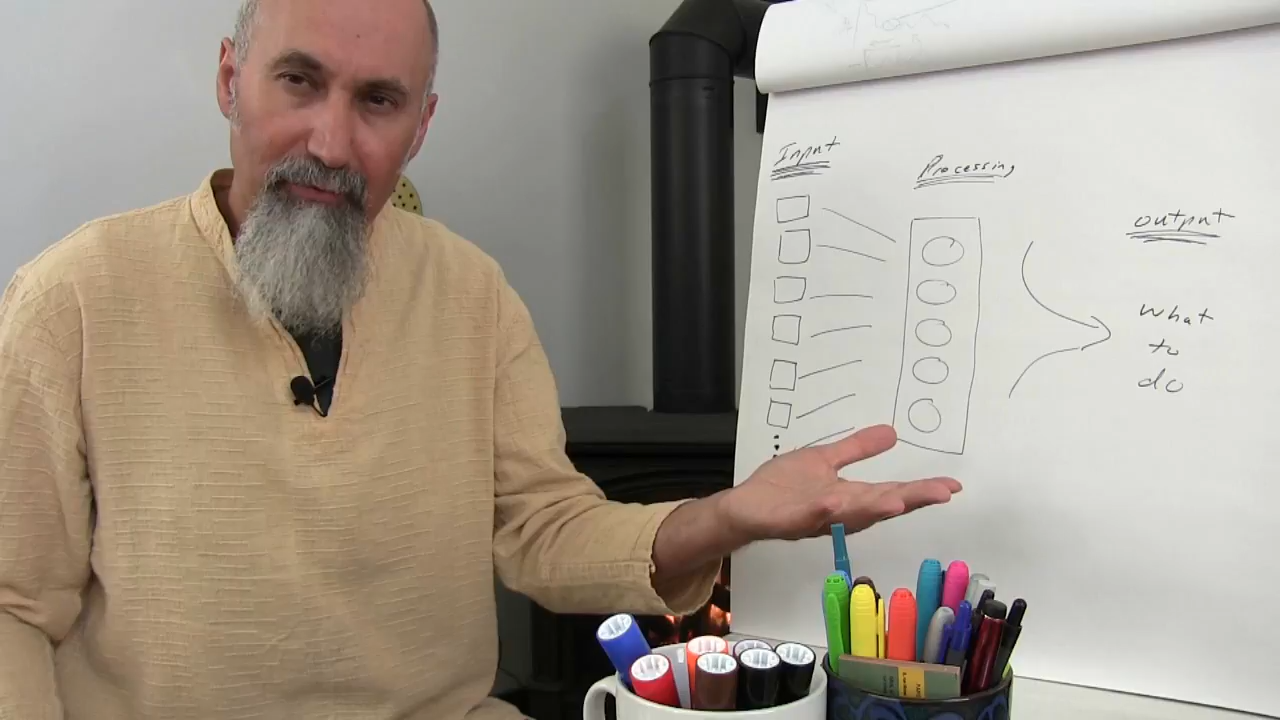 Input
Processing
output
what
to
do